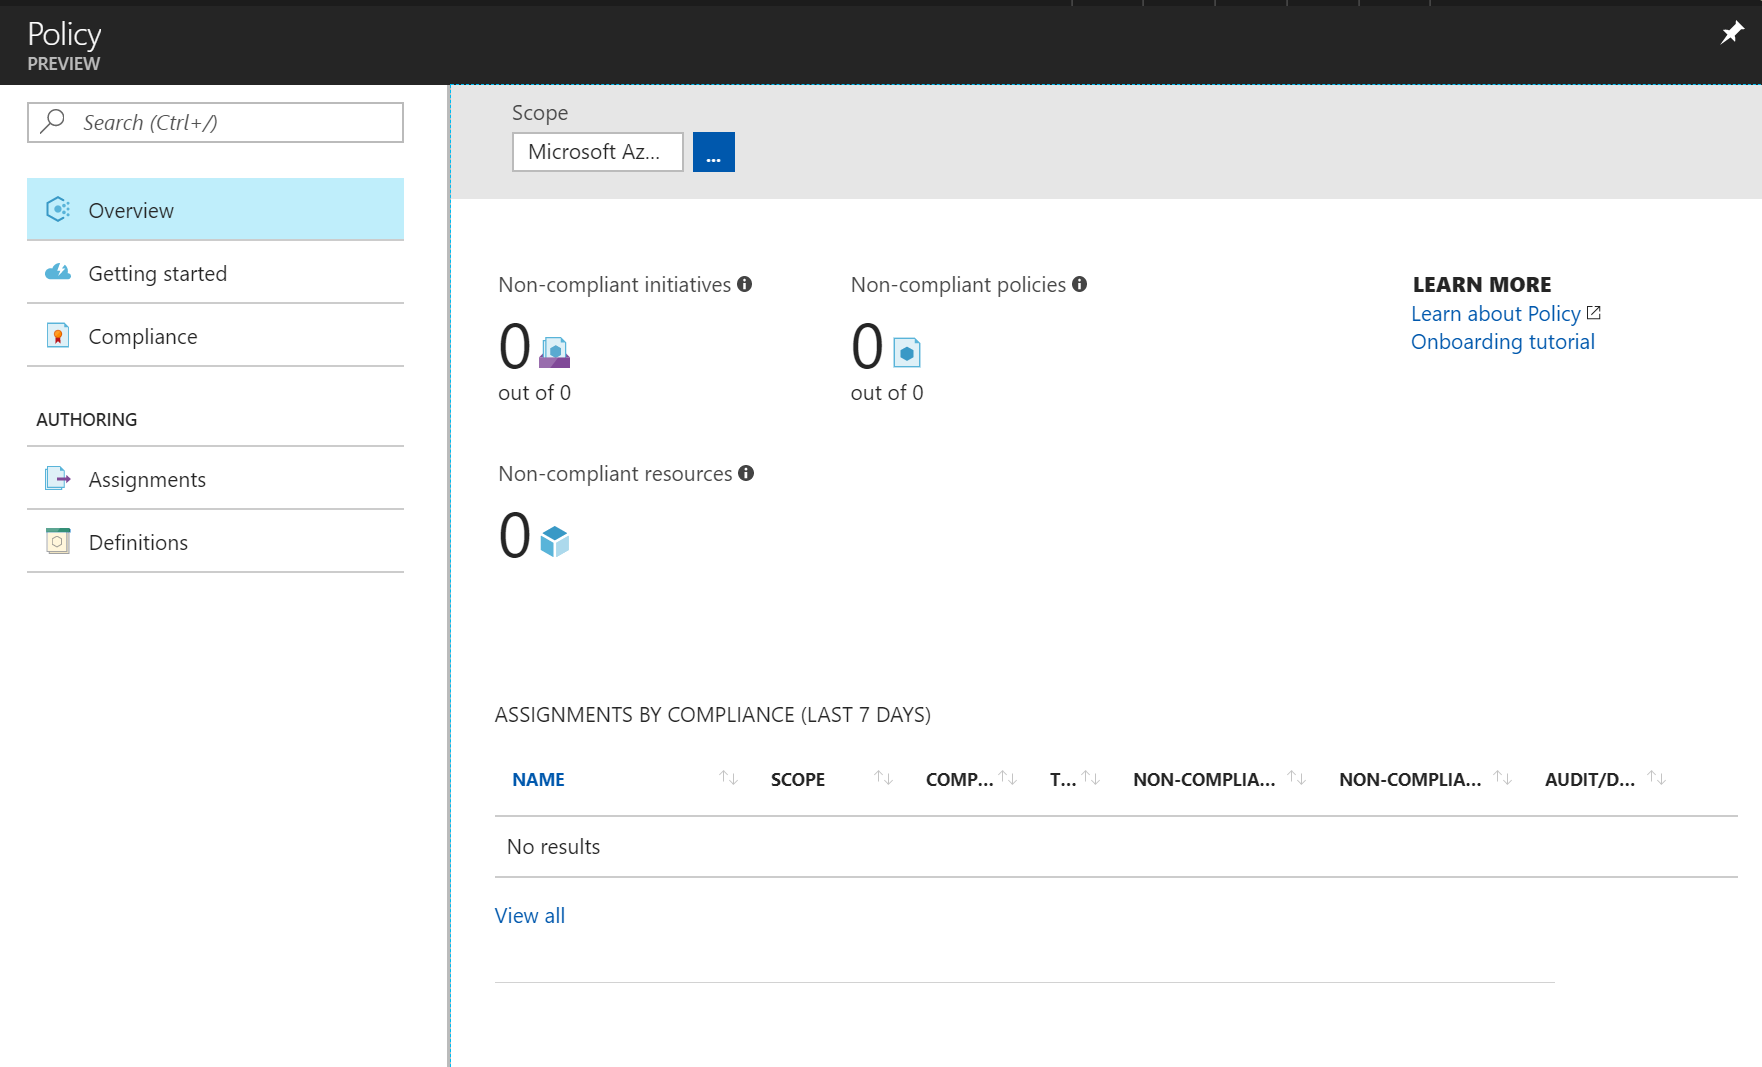 Policy
PREVIEW
Search (Ctrl+/)
Overview
Getting started
Compliance
AUTHORING
Assignments
Definitions
Scope
Microsoft Az...
...
Non-compliant initiatives
0
out of 0
Non-compliant policies
0
out of 0
LEARN MORE
Learn about Policy
Onboarding tutorial
Non-compliant resources
0
ASSIGNMENTS BY COMPLIANCE (LAST 7 DAYS)
NAME SCOPE COMP... T... NON-COMPLIA... NON-COMPLIA... AUDIT/D...
No results
View all